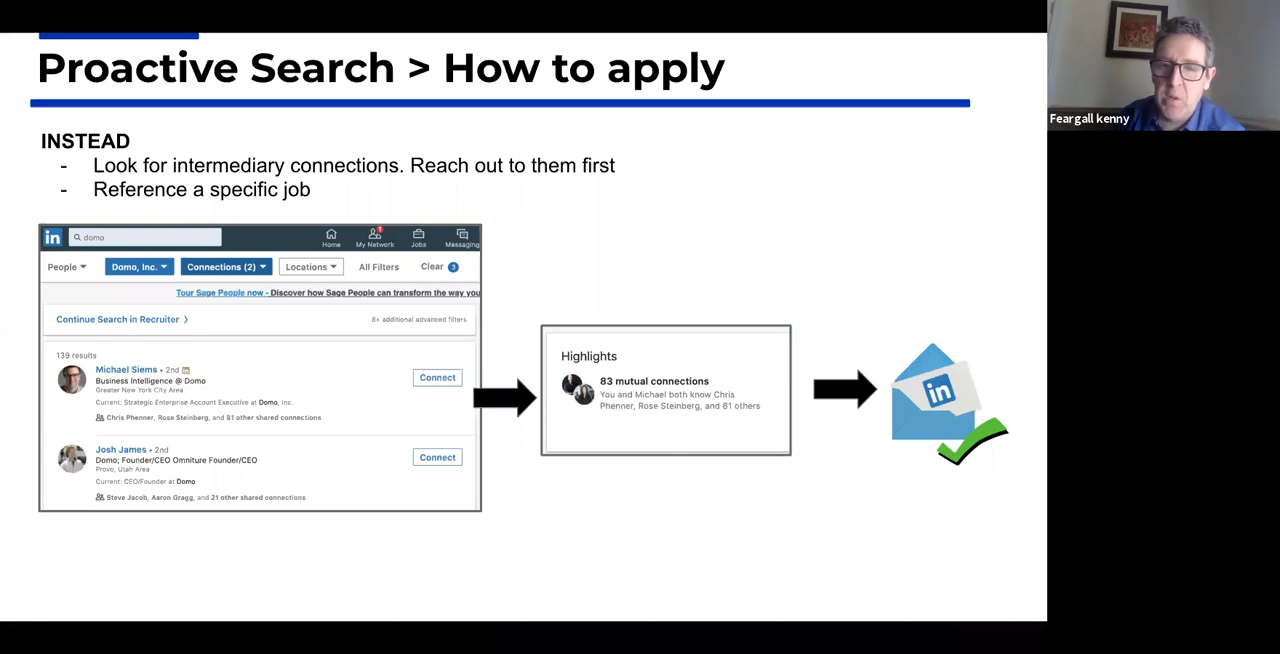 Proactive Search > How to apply
Feargall kenny
INSTEAD
- Look for intermediary connections. Reach out to them first
- Reference a specific job
in domo
Home My Network 1 Jobs Messaging
People Domo, Inc. Connections (2) Locations All Filters Clear 3
Tour Sage People now - Discover how Sage People can transform the way you
Continue Search in Recruiter 8+ additional advanced filters
139 results
Michael Siems • 2nd in
Business Intelligence @ Domo
Greater New York City Area
Current: Strategic Enterprise Account Executive at Domo, Inc.
Chris Phenner, Rose Steinberg, and 81 other shared connections
Connect
Josh James • 2nd
Domo; Founder/CEO Omniture Founder/CEO
Provo, Utah Area
Current: CEO/Founder at Domo
Steve Jacob, Aaron Gragg, and 21 other shared connections
Connect
Highlights
83 mutual connections
You and Michael both know Chris
Phenner, Rose Steinberg, and 81 others
in